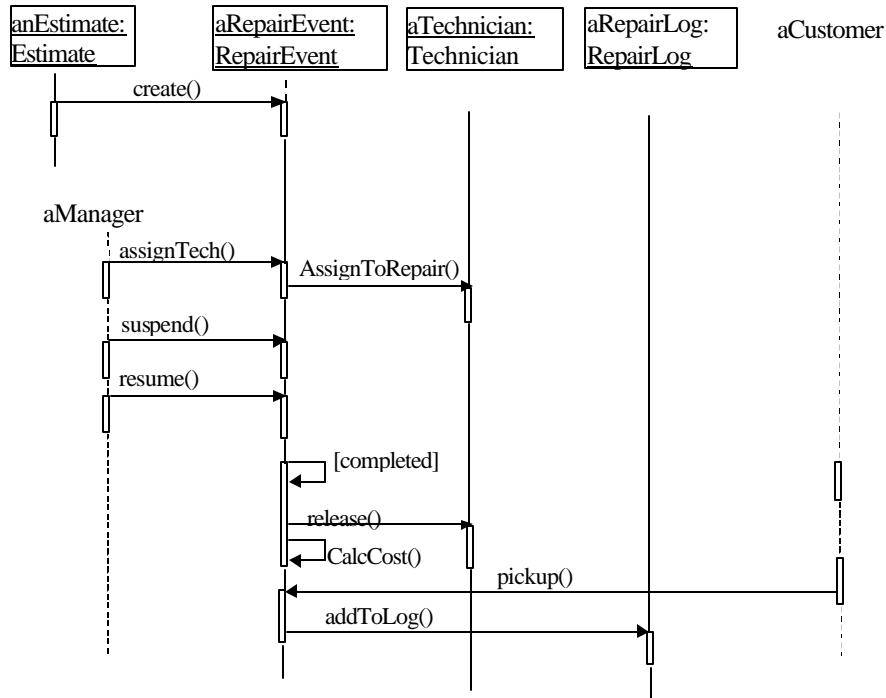 anEstimate:
Estimate
aRepairEvent:
RepairEvent
aTechnician:
Technician
aRepairLog:
RepairLog
aCustomer
create()
aManager
assignTech()
AssignToRepair()
suspend()
resume()
[completed]
release()
CalcCost()
pickup()
addToLog()